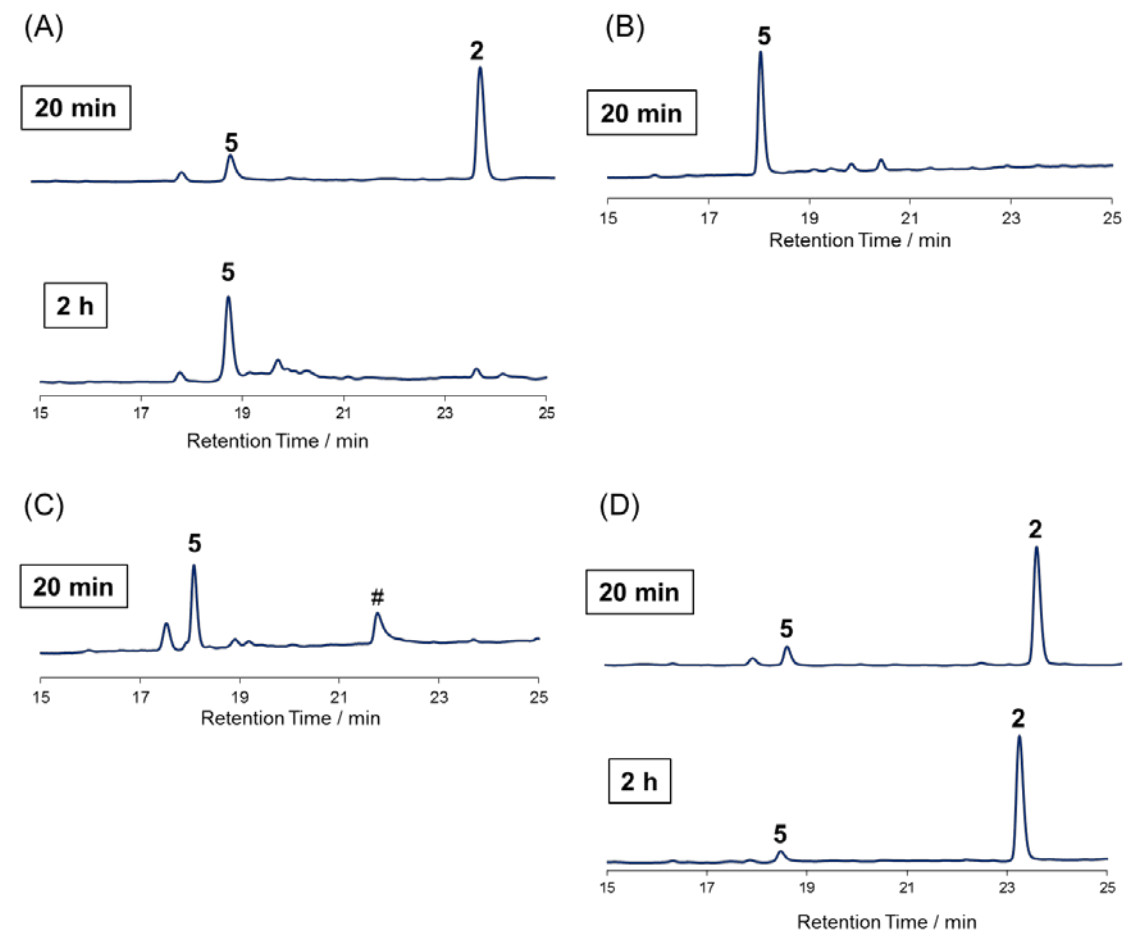 (A)
2
20 min
5
5
2 h
15 17 19 21 23 25
Retention Time / min
(B)
5
20 min
15 17 19 21 23 25
Retention Time / min
(C)
5
20 min
#
15 17 19 21 23 25
Retention Time / min
(D)
2
20 min
5
2
2 h
5
15 17 19 21 23 25
Retention Time / min